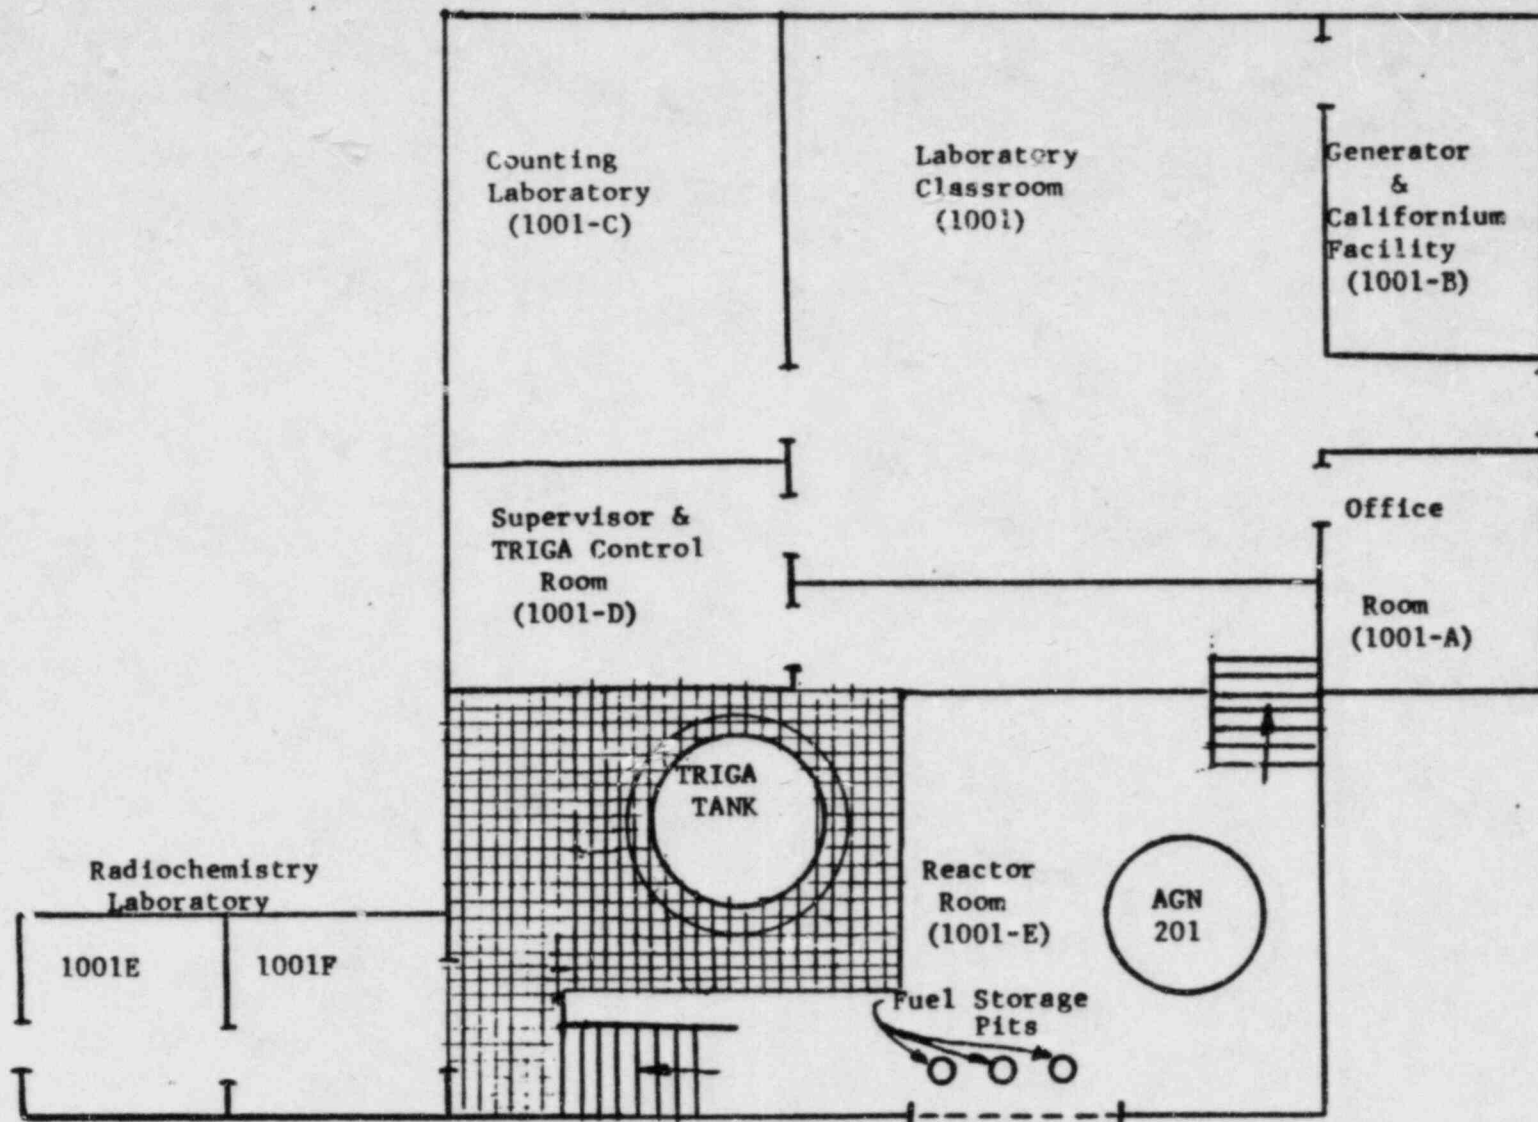 Counting
Laboratory
(1001-C)
Laboratory
Classroom
(1001)
Generator
&
Californium
Facility
(1001-B)
Supervisor &
TRIGA Control
Room
(1001-D)
Office
Room
(1001-A)
TRIGA
TANK
Radiochemistry
Laboratory
1001E
1001F
Reactor
Room
(1001-E)
AGN
201
Fuel Storage
Pits